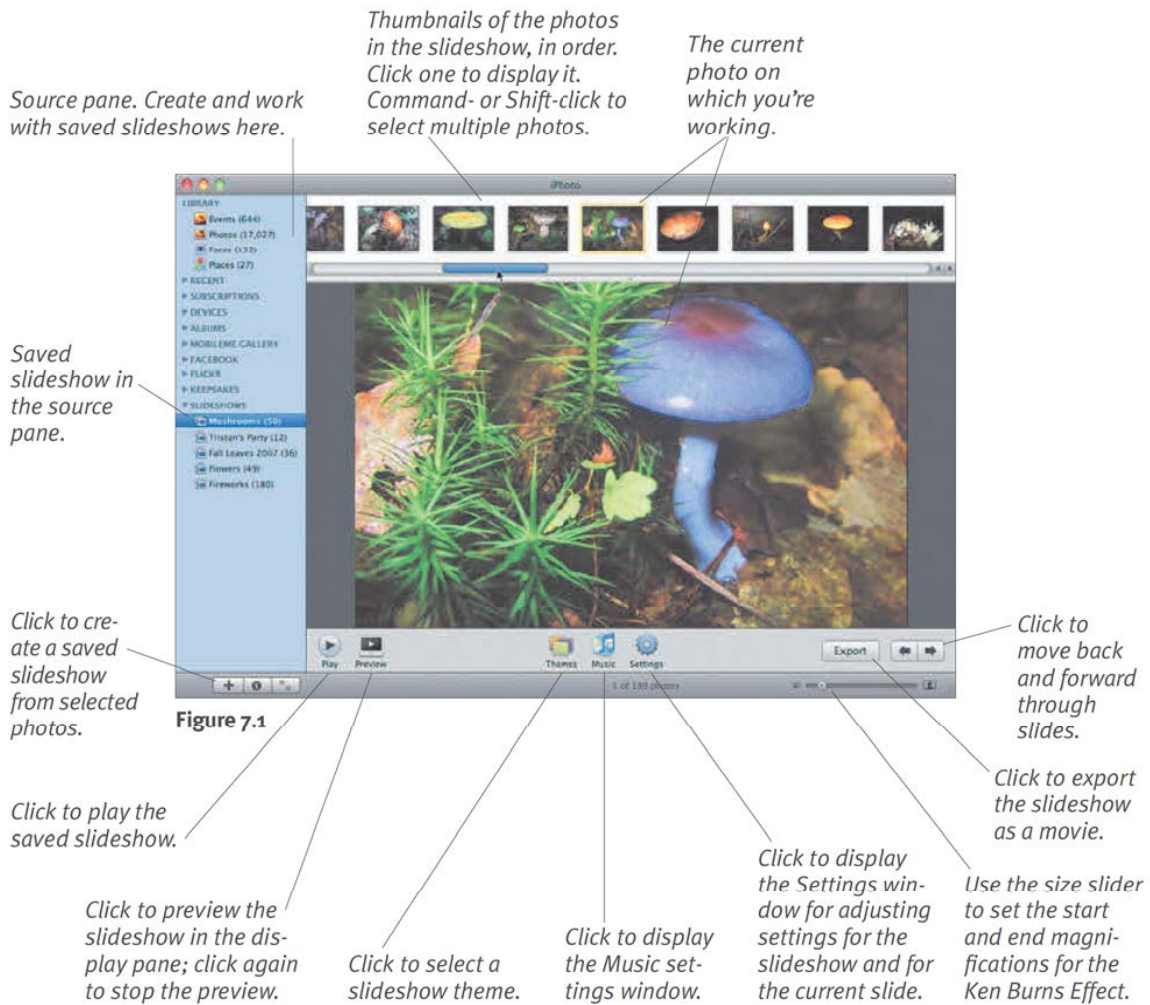 Thumbnails of the photos
in the slideshow, in order.
Click one to display it.
Command- or Shift-click to
select multiple photos.
The current
photo on
which you're
working.
Source pane. Create and work
with saved slideshows here.
iPhoto
LIBRARY
Events (644)
Photos (17,027)
Faces (132)
Places (27)
RECENT
SUBSCRIPTIONS
DEVICES
ALBUMS
MOBILEME GALLERY
FACEBOOK
FLICKR
KEEPSAKES
SLIDESHOWS
Mushrooms (50)
Tristan's Party (12)
Fall Leaves 2007 (36)
Flowers (49)
Fireworks (180)
Saved
slideshow in
the source
pane.
Play
Preview
Themes
Music
Settings
Export
1 of 180 photos
Click to cre-
ate a saved
slideshow
from selected
photos.
Figure 7.1
Click to
move back
and forward
through
slides.
Click to play the
saved slideshow.
Click to export
the slideshow
as a movie.
Click to preview the
slideshow in the dis-
play pane; click again
to stop the preview.
Click to select a
slideshow theme.
Click to display
the Music set-
tings window.
Click to display
the Settings win-
dow for adjusting
settings for the
slideshow and for
the current slide.
Use the size slider
to set the start
and end magni-
fications for the
Ken Burns Effect.